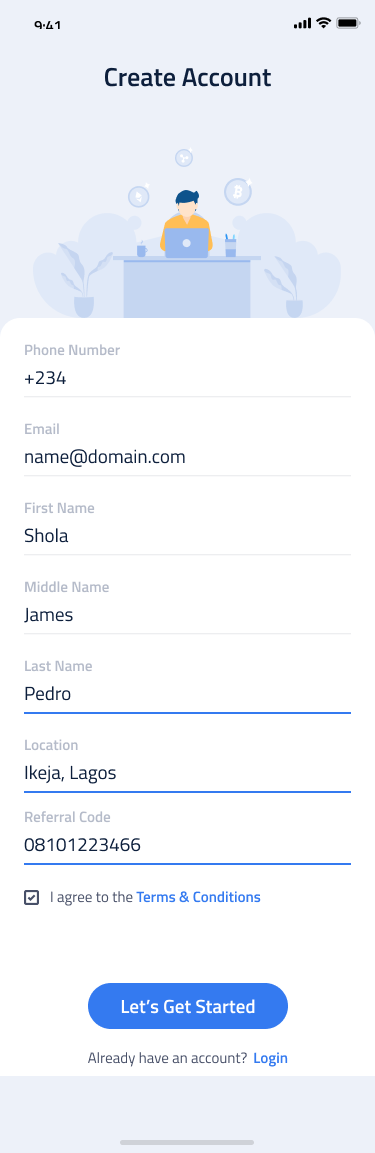 9:41
Create Account
Phone Number
+234
Email
name@domain.com
First Name
Shola
Middle Name
James
Last Name
Pedro
Location
Ikeja, Lagos
Referral Code
08101223466
I agree to the Terms & Conditions
Let's Get Started
Already have an account? Login